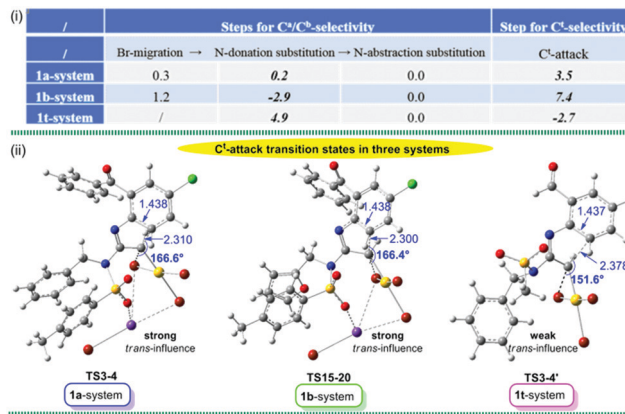 (i)
/ Steps for Cᵃ/Cᵇ-selectivity Step for Cᵗ-selectivity
/ Br-migration → N-donation substitution → N-abstraction substitution Cᵗ-attack
1a-system 0.3 0.2 0.0 3.5
1b-system 1.2 -2.9 0.0 7.4
1t-system / 4.9 0.0 -2.7
(ii) Cᵗ-attack transition states in three systems
1.438
2.310
166.6°
strong
trans-influence
TS3-4
1a-system
1.438
2.300
166.4°
strong
trans-influence
TS15-20
1b-system
1.437
2.378
151.6°
weak
trans-influence
TS3-4'
1t-system